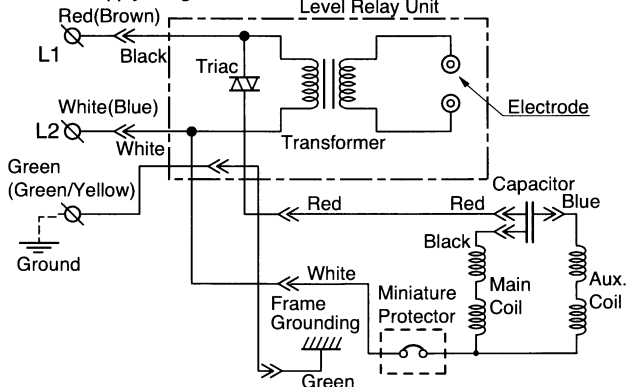 Level Relay Unit
Red(Brown)
L1
Black
Triac
White(Blue)
L2
White
Transformer
Electrode
Green
(Green/Yellow)
Ground
Red
Red
Capacitor
Blue
Black
White
Main
Coil
Aux.
Coil
Miniature
Protector
Frame
Grounding
Green